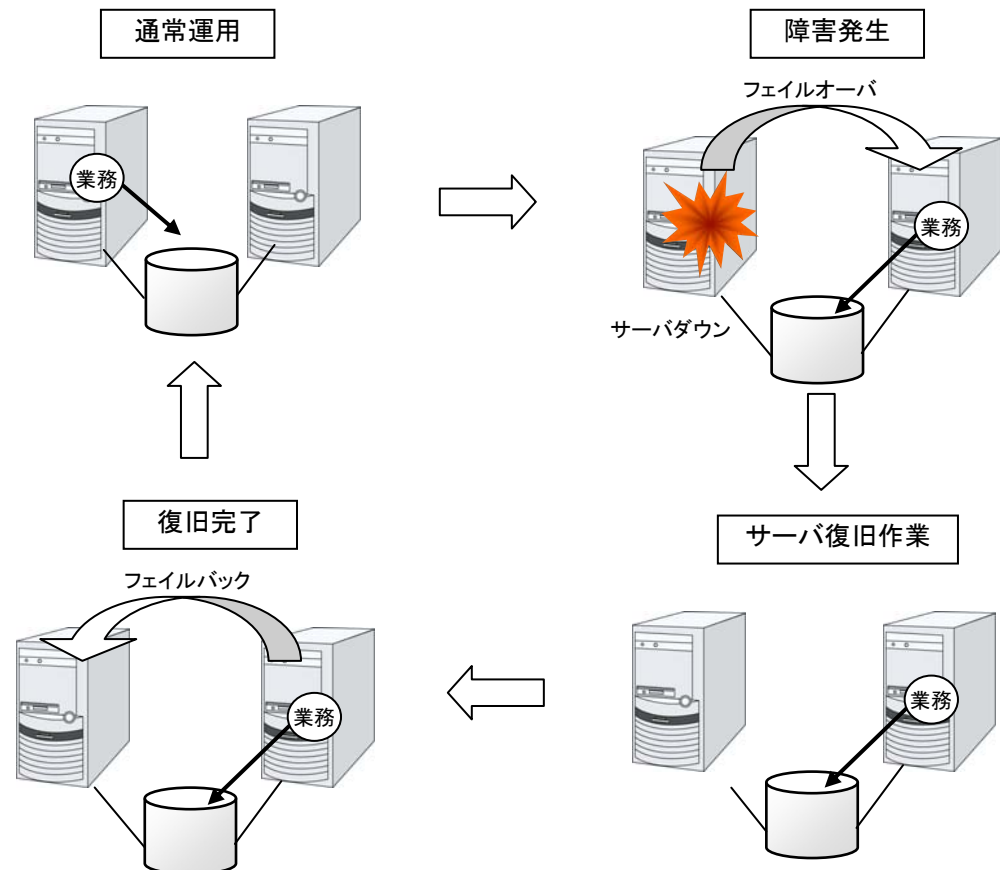 通常運用
業務
障害発生
フェイルオーバ
業務
サーバダウン
サーバ復旧作業
業務
復旧完了
フェイルバック
業務